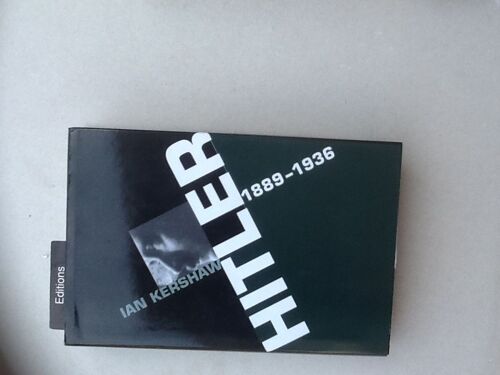 HITLER
1889-1936
IAN KERSHAW
Editions